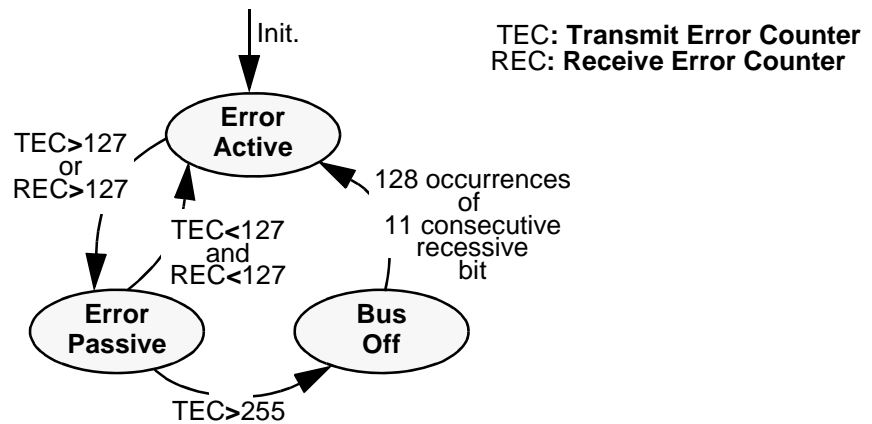 Init.
TEC: Transmit Error Counter
REC: Receive Error Counter
Error
Active
TEC>127
or
REC>127
TEC<127
and
REC<127
128 occurrences
of
11 consecutive
recessive
bit
Error
Passive
Bus
Off
TEC>255